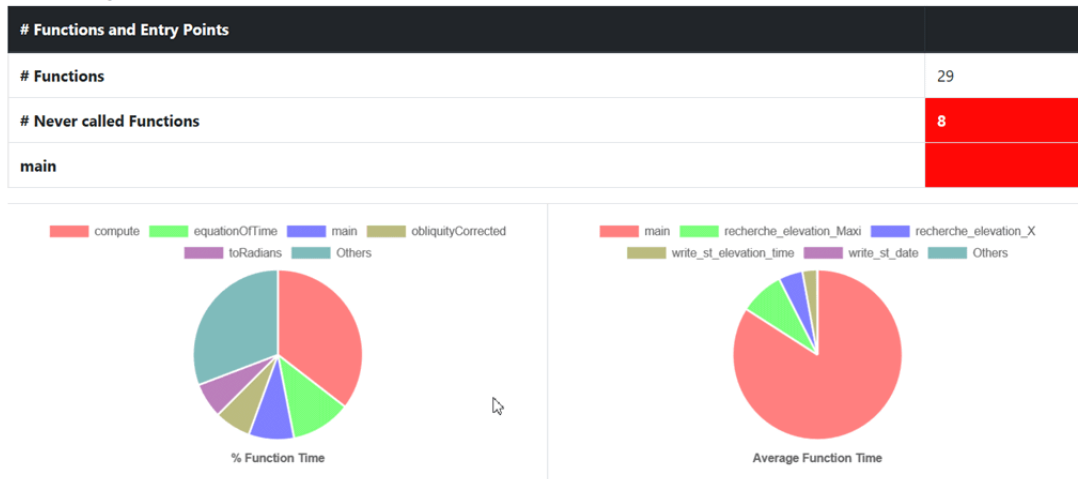 # Functions and Entry Points
# Functions 29
# Never called Functions 8
main
compute equationOfTime main obliquityCorrected
toRadians Others
% Function Time
main recherche_elevation_Maxi recherche_elevation_X
write_st_elevation_time write_st_date Others
Average Function Time